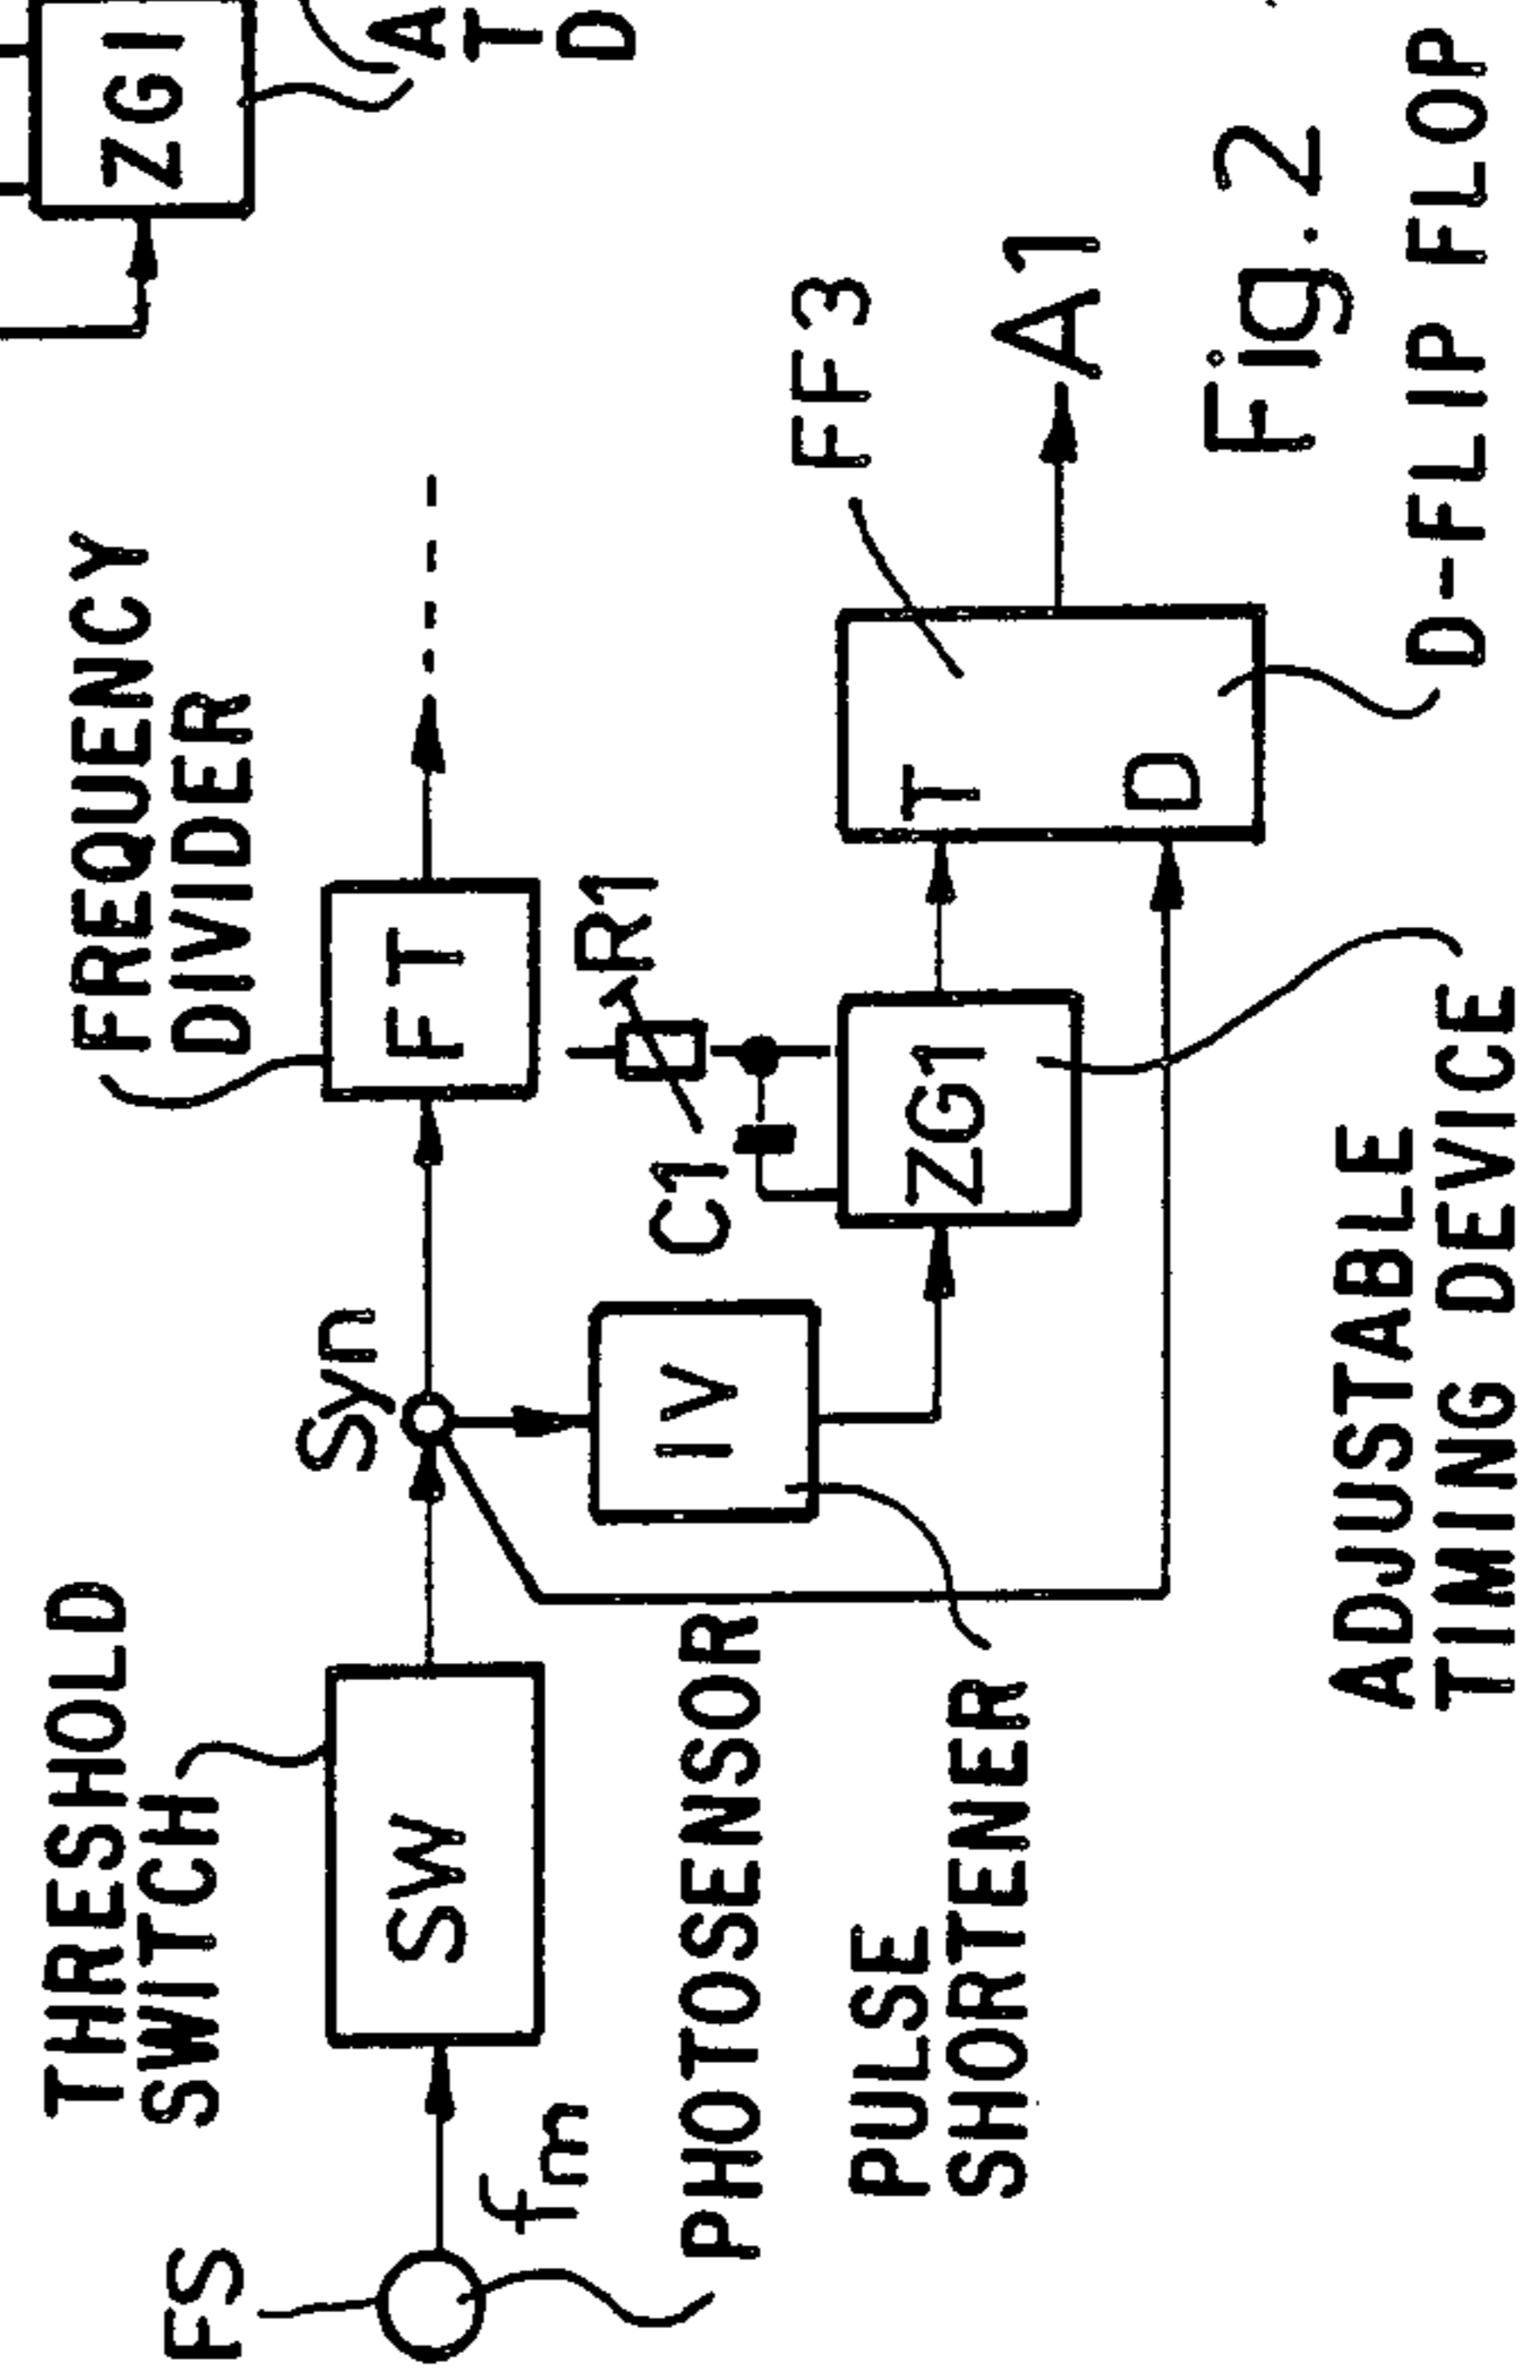 ZG1
A
T
D
FREQUENCY
DIVIDER
THRESHOLD
SWITCH
FS
fm
SW
Syn
FT
IV
C1
R1
ZG1
T
D
FF3
A1
PHOTOSENSOR
PULSE
SHORTENER
ADJUSTABLE
TIMING DEVICE
D-FLIP FLOP
Fig. 2